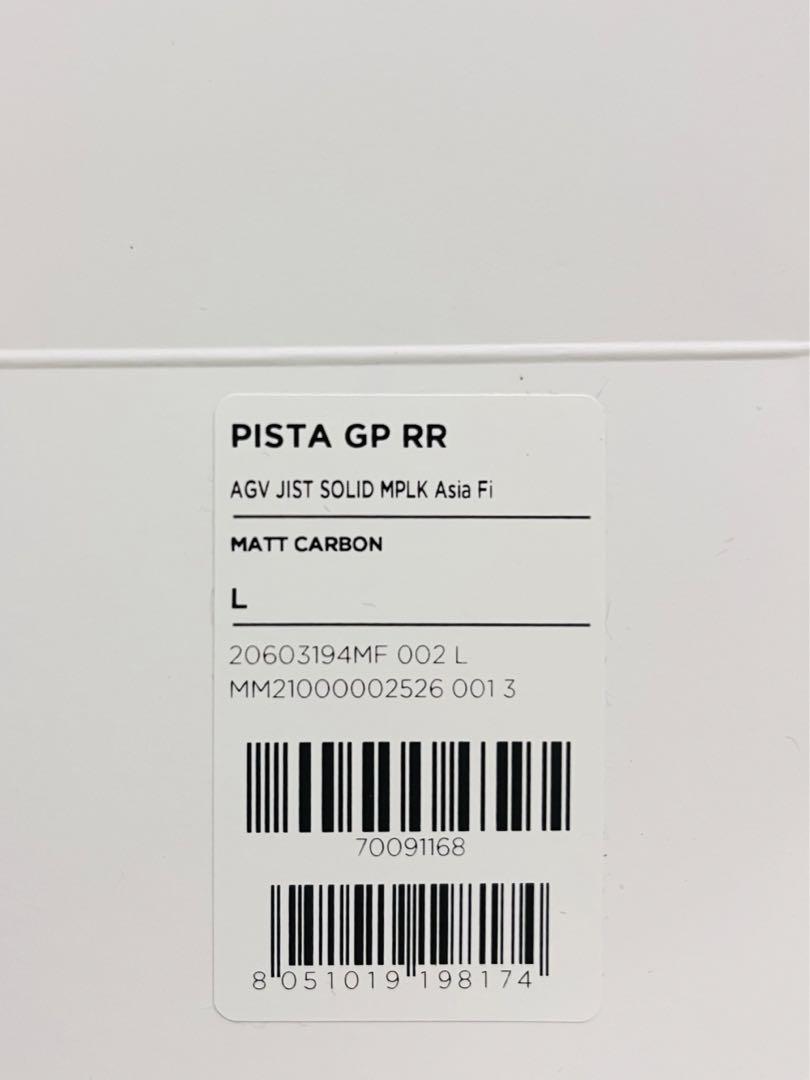 PISTA GP RR
AGV JIST SOLID MPLK Asia Fi
MATT CARBON
L
20603194MF 002 L
MM21000002526 001 3
70091168
8 051019 198174